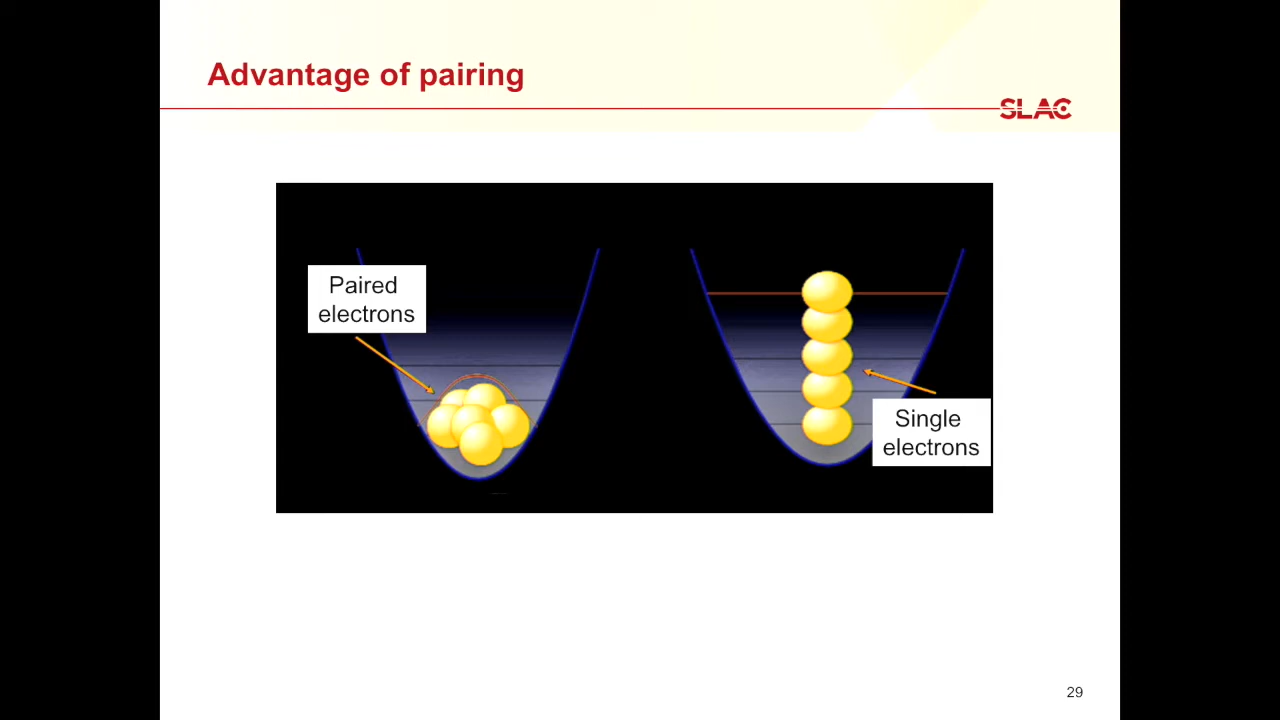 Advantage of pairing
SLAC
Paired
electrons
Single
electrons
29